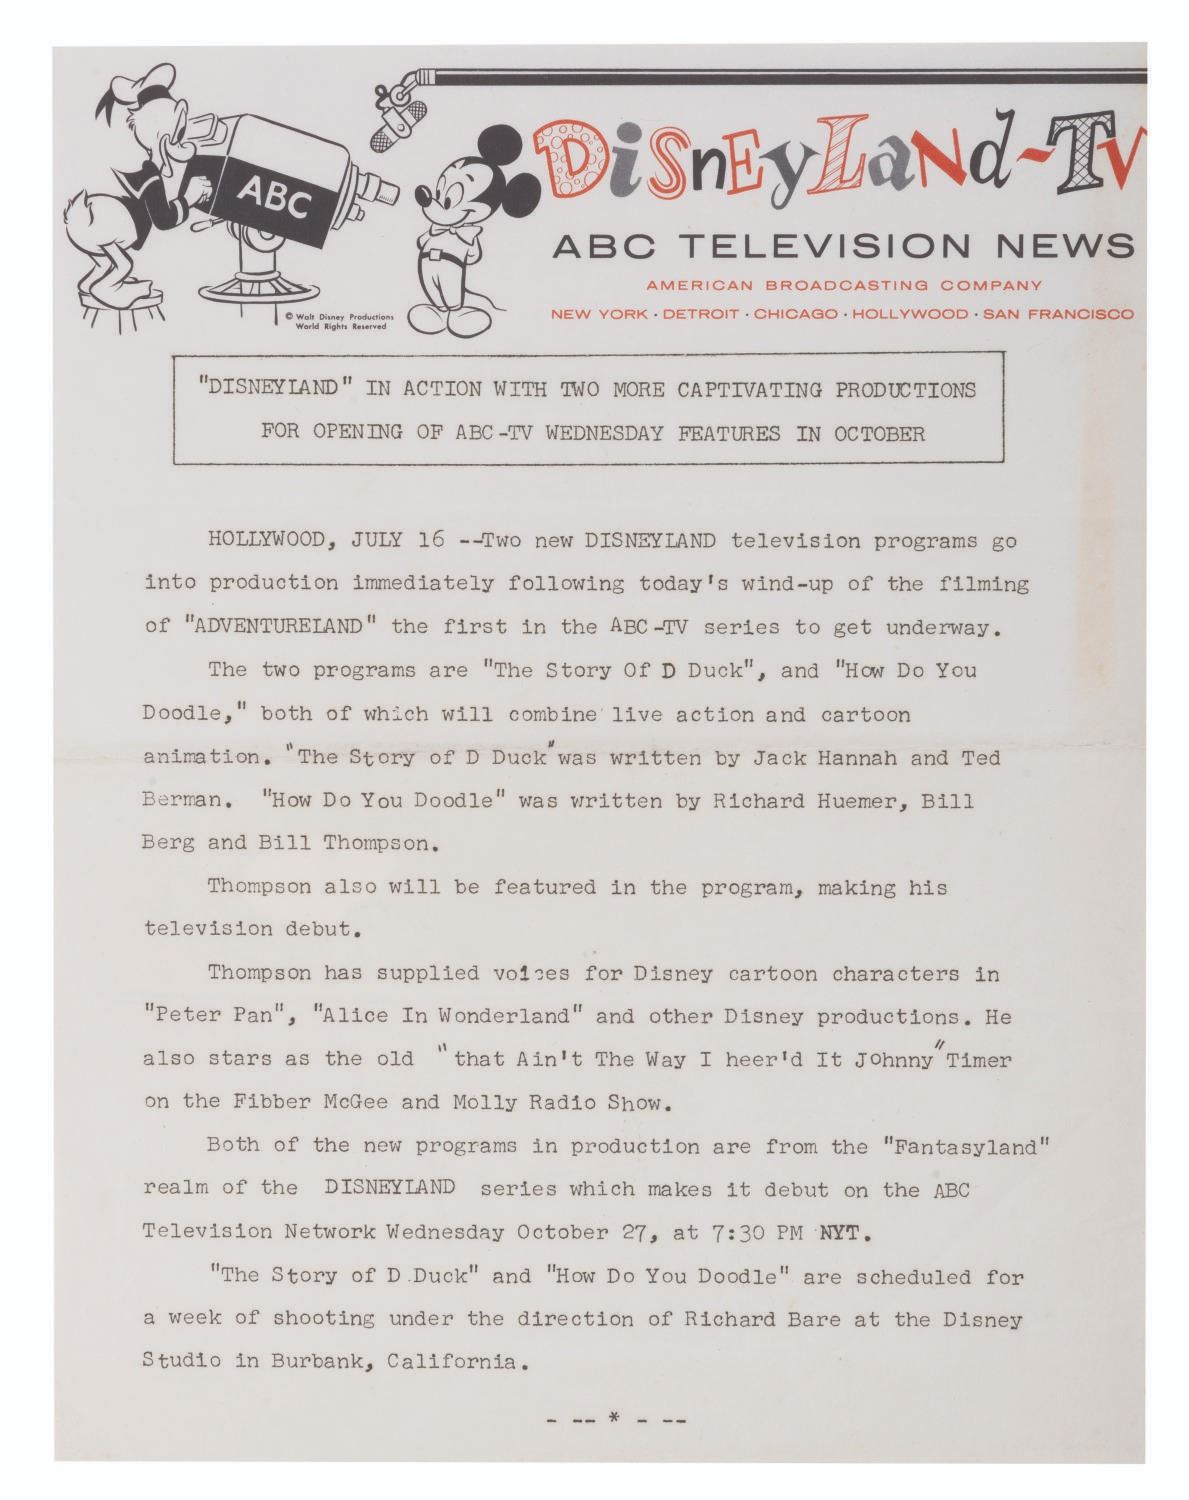 DiSnEyLaNd-TV
ABC
ABC TELEVISION NEWS
AMERICAN BROADCASTING COMPANY
© Walt Disney Productions
World Rights Reserved
NEW YORK · DETROIT · CHICAGO · HOLLYWOOD · SAN FRANCISCO
"DISNEYLAND" IN ACTION WITH TWO MORE CAPTIVATING PRODUCTIONS
FOR OPENING OF ABC-TV WEDNESDAY FEATURES IN OCTOBER
HOLLYWOOD, JULY 16 --Two new DISNEYLAND television programs go
into production immediately following today's wind-up of the filming
of "ADVENTURELAND" the first in the ABC-TV series to get underway.
The two programs are "The Story Of D Duck", and "How Do You
Doodle," both of which will combine live action and cartoon
animation. "The Story of D Duck" was written by Jack Hannah and Ted
Berman. "How Do You Doodle" was written by Richard Huemer, Bill
Berg and Bill Thompson.
Thompson also will be featured in the program, making his
television debut.
Thompson has supplied voices for Disney cartoon characters in
"Peter Pan", "Alice In Wonderland" and other Disney productions. He
also stars as the old "that Ain't The Way I heer'd It Johnny" Timer
on the Fibber McGee and Molly Radio Show.
Both of the new programs in production are from the "Fantasyland"
realm of the DISNEYLAND series which makes it debut on the ABC
Television Network Wednesday October 27, at 7:30 PM NYT.
"The Story of D Duck" and "How Do You Doodle" are scheduled for
a week of shooting under the direction of Richard Bare at the Disney
Studio in Burbank, California.
- -- * - --